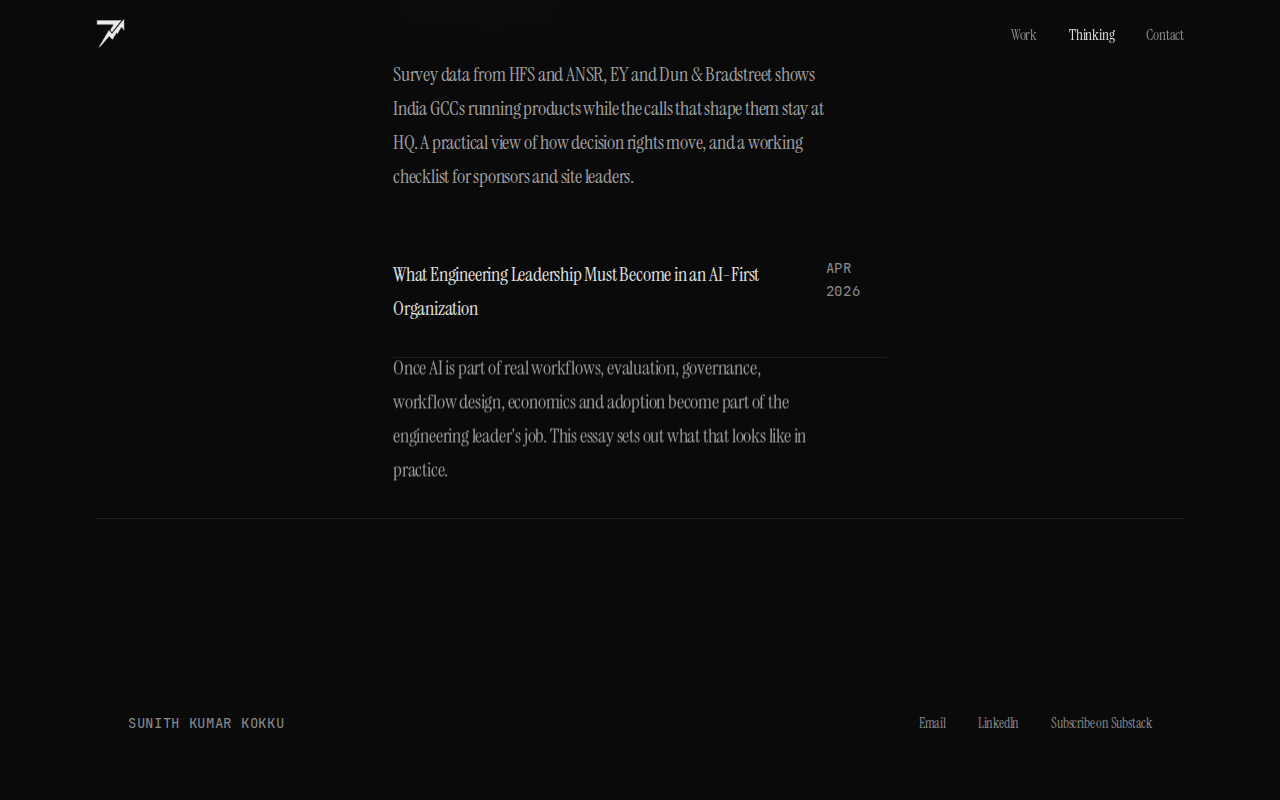 Work
Thinking
Contact
Survey data from HFS and ANSR, EY and Dun & Bradstreet shows
India GCCs running products while the calls that shape them stay at
HQ. A practical view of how decision rights move, and a working
checklist for sponsors and site leaders.
What Engineering Leadership Must Become in an AI-First
Organization
APR
2026
Once AI is part of real workflows, evaluation, governance,
workflow design, economics and adoption become part of the
engineering leader's job. This essay sets out what that looks like in
practice.
SUNITH KUMAR KOKKU
Email
LinkedIn
Subscribe on Substack